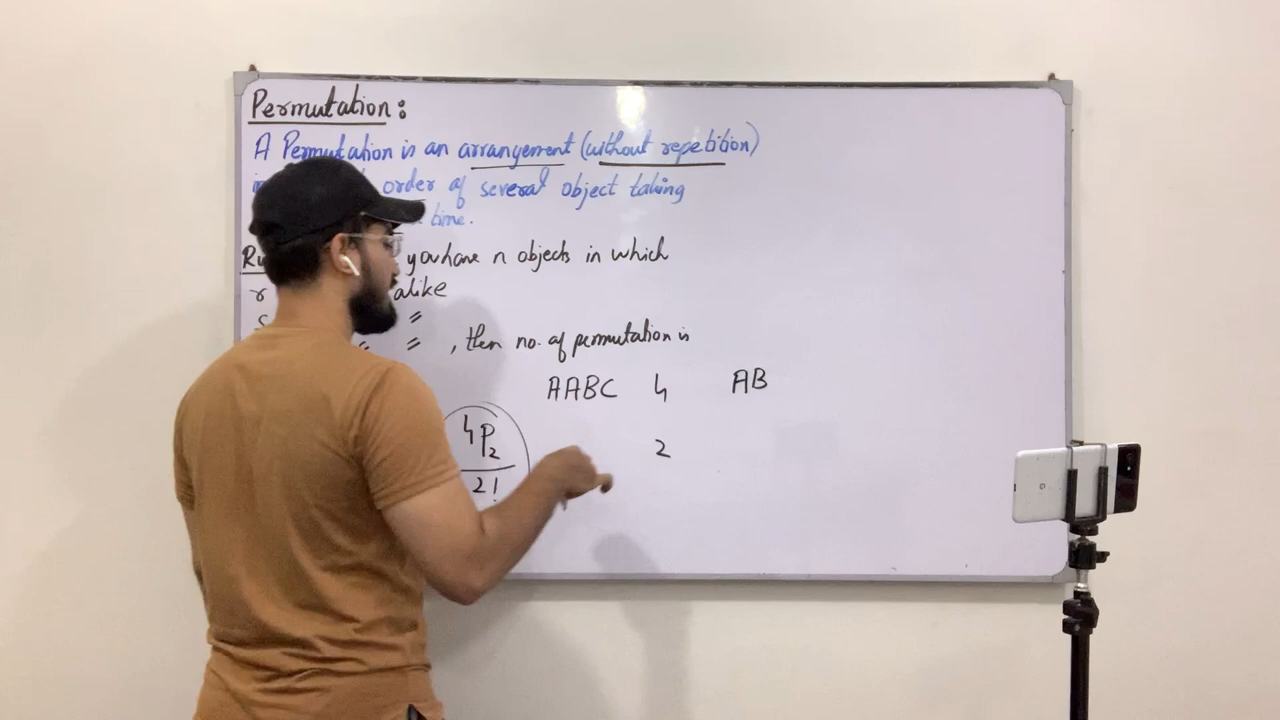 Permutation:
A Permutation is an arrangement (without repetition)
order of several object taking
time.
you have n objects in which
r alike
S "
" " , then no. of permutation is
AABC 4 AB
4P2
2
2!